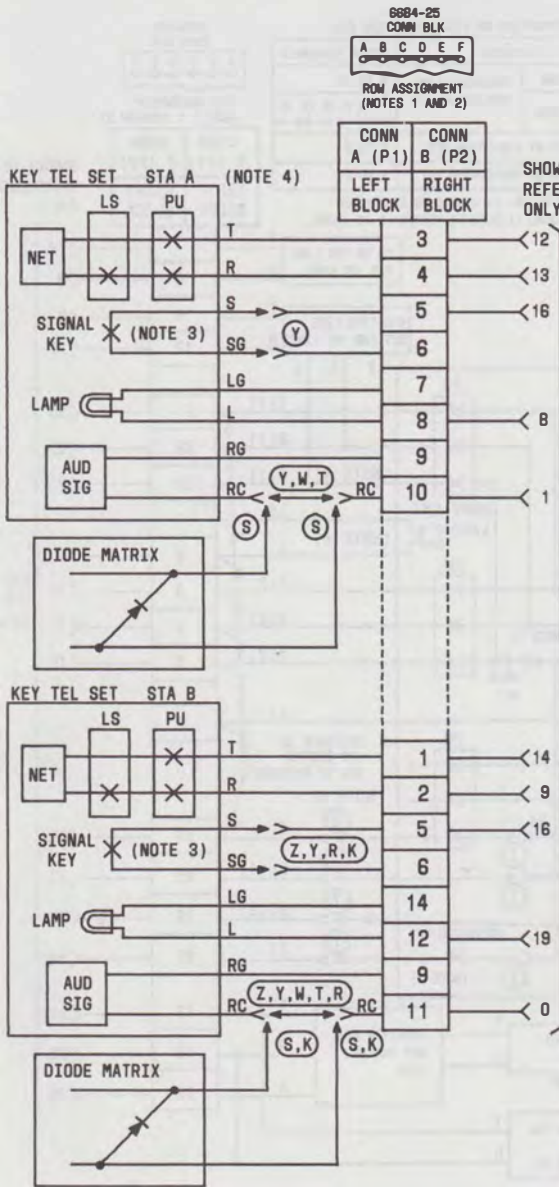 66B4-25
CONN BLK
A B C D E F
ROW ASSIGNMENT
(NOTES 1 AND 2)
CONN A (P1) CONN B (P2)
LEFT BLOCK RIGHT BLOCK
SHOW
REFE
ONLY
KEY TEL SET STA A (NOTE 4)
LS PU
NET
T 3 12
R 4 13
S 5 16
SIGNAL KEY (NOTE 3) Y
SG 6
LG 7
LAMP L 8 8
RG 9
AUD SIG
RC Y,W,T RC 10 1
S S
DIODE MATRIX
KEY TEL SET STA B
LS PU
NET
T 1 14
R 2 9
S 5 16
SIGNAL KEY (NOTE 3) Z,Y,R,K
SG 6
LG 14
LAMP L 12 19
RG 9
AUD SIG
Z,Y,W,T,R
RC RC 11 0
S,K S,K
DIODE MATRIX